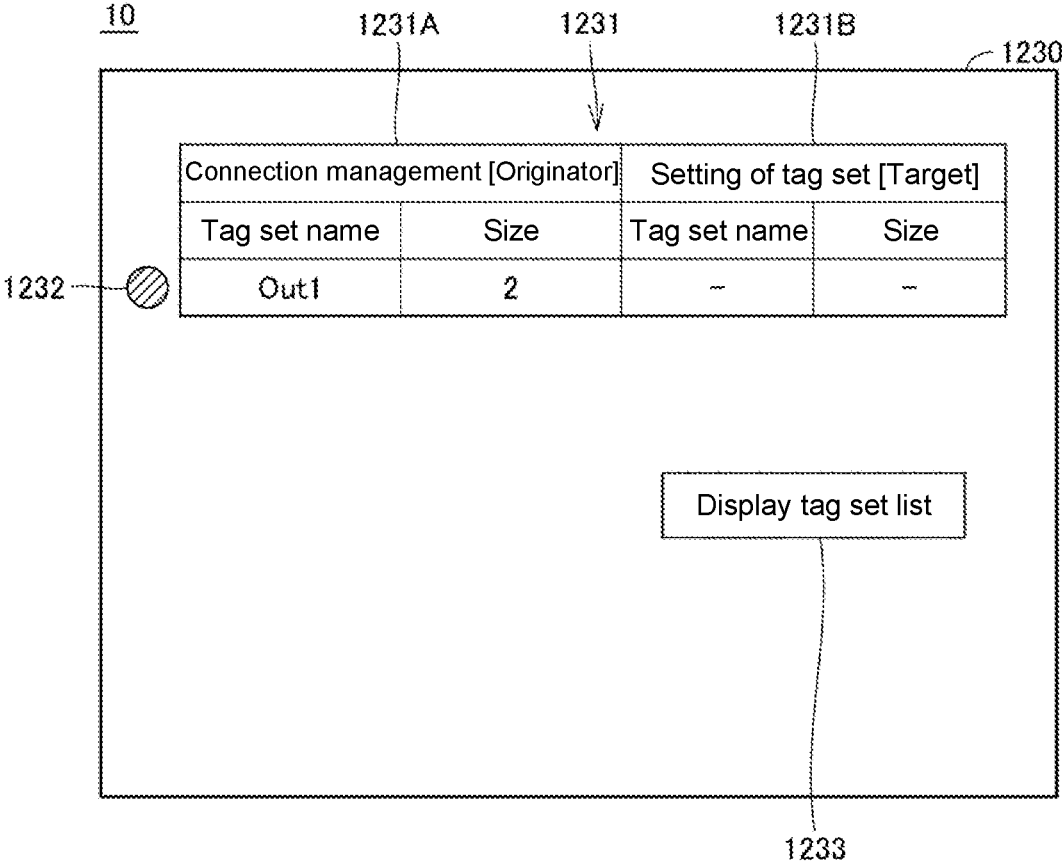 10
1231A 1231 1231B
1230
Connection management [Originator] Setting of tag set [Target]
Tag set name Size Tag set name Size
1232 Out1 2 – –
Display tag set list
1233